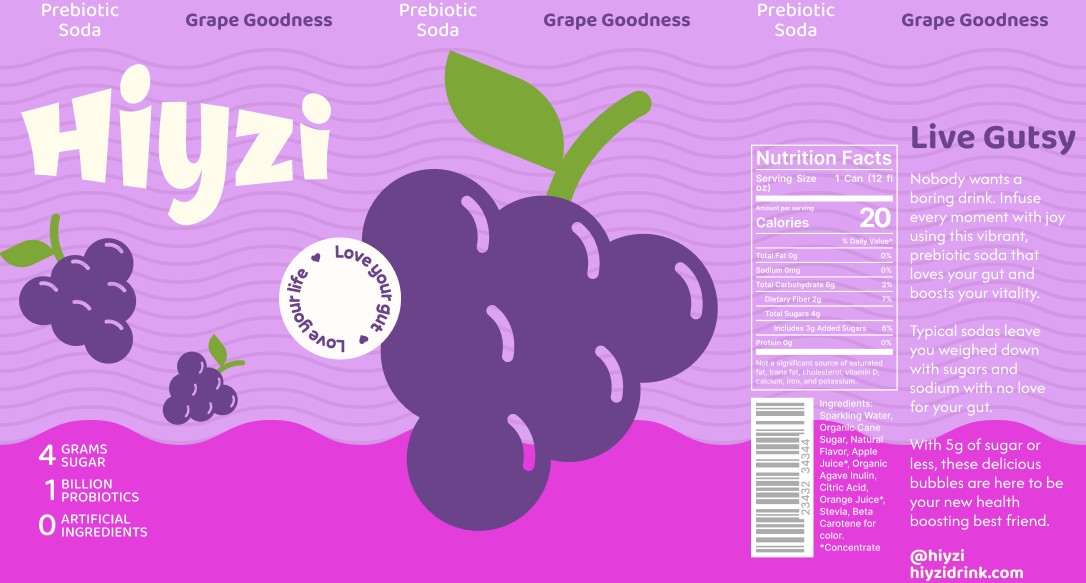 Prebiotic
Soda
Grape Goodness
Prebiotic
Soda
Grape Goodness
Prebiotic
Soda
Grape Goodness
Hiyzi
4 GRAMS
SUGAR
1 BILLION
PROBIOTICS
0 ARTIFICIAL
INGREDIENTS
Love your gut
Love your life
Nutrition Facts
Serving Size 1 Can (12 fl
oz)
Amount per serving
Calories 20
% Daily Value*
Total Fat 0g 0%
Sodium 0mg 0%
Total Carbohydrate 6g 2%
Dietary Fiber 2g 7%
Total Sugars 4g
Includes 3g Added Sugars 6%
Protein 0g 0%
Not a significant source of saturated
fat, trans fat, cholesterol, vitamin D,
calcium, iron, and potassium.
23432 34344
Ingredients:
Sparkling Water,
Organic Cane
Sugar, Natural
Flavor, Apple
Juice*, Organic
Agave Inulin,
Citric Acid,
Orange Juice*,
Stevia, Beta
Carotene for
color.
*Concentrate
Live Gutsy
Nobody wants a
boring drink. Infuse
every moment with joy
using this vibrant,
prebiotic soda that
loves your gut and
boosts your vitality.
Typical sodas leave
you weighed down
with sugars and
sodium with no love
for your gut.
With 5g of sugar or
less, these delicious
bubbles are here to be
your new health
boosting best friend.
@hiyzi
hiyzidrink.com